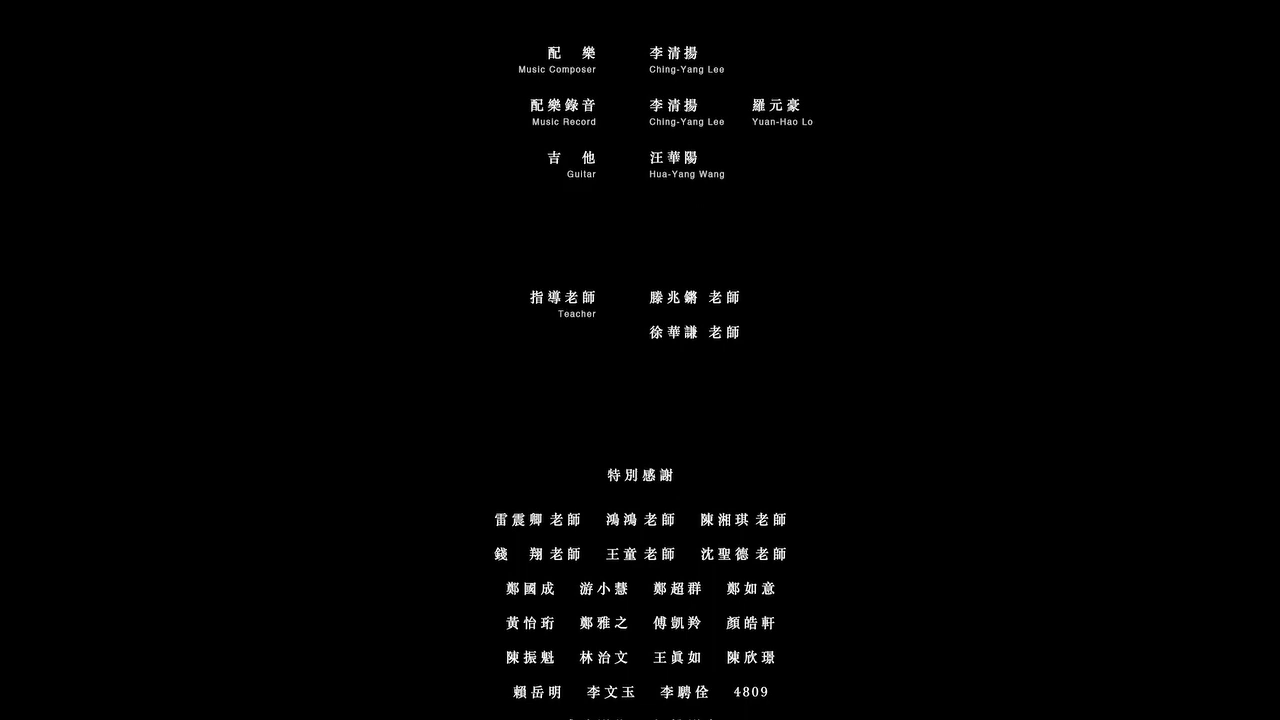 配 樂 李清揚
Music Composer Ching-Yang Lee
配樂錄音 李清揚 羅元豪
Music Record Ching-Yang Lee Yuan-Hao Lo
吉 他 汪華陽
Guitar Hua-Yang Wang
指導老師 滕兆鏘 老師
Teacher
徐華謙 老師
特別感謝
雷震卿 老師 鴻鴻 老師 陳湘琪 老師
錢 翔 老師 王童 老師 沈聖德 老師
鄭國成 游小慧 鄭超群 鄭如意
黃怡珩 鄭雅之 傅凱羚 顏皓軒
陳振魁 林治文 王眞如 陳欣璟
賴岳明 李文玉 李聘佺 4809